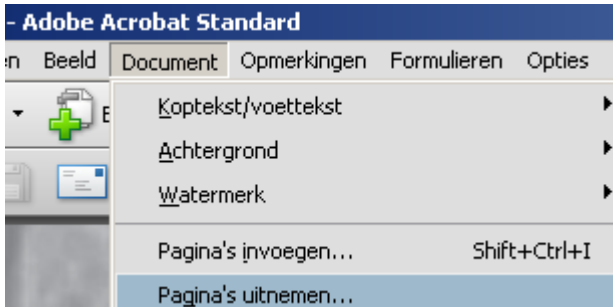 - Adobe Acrobat Standard
Beeld Document Opmerkingen Formulieren Opties
Koptekst/voettekst
Achtergrond
Watermerk
Pagina's invoegen... Shift+Ctrl+I
Pagina's uitnemen...